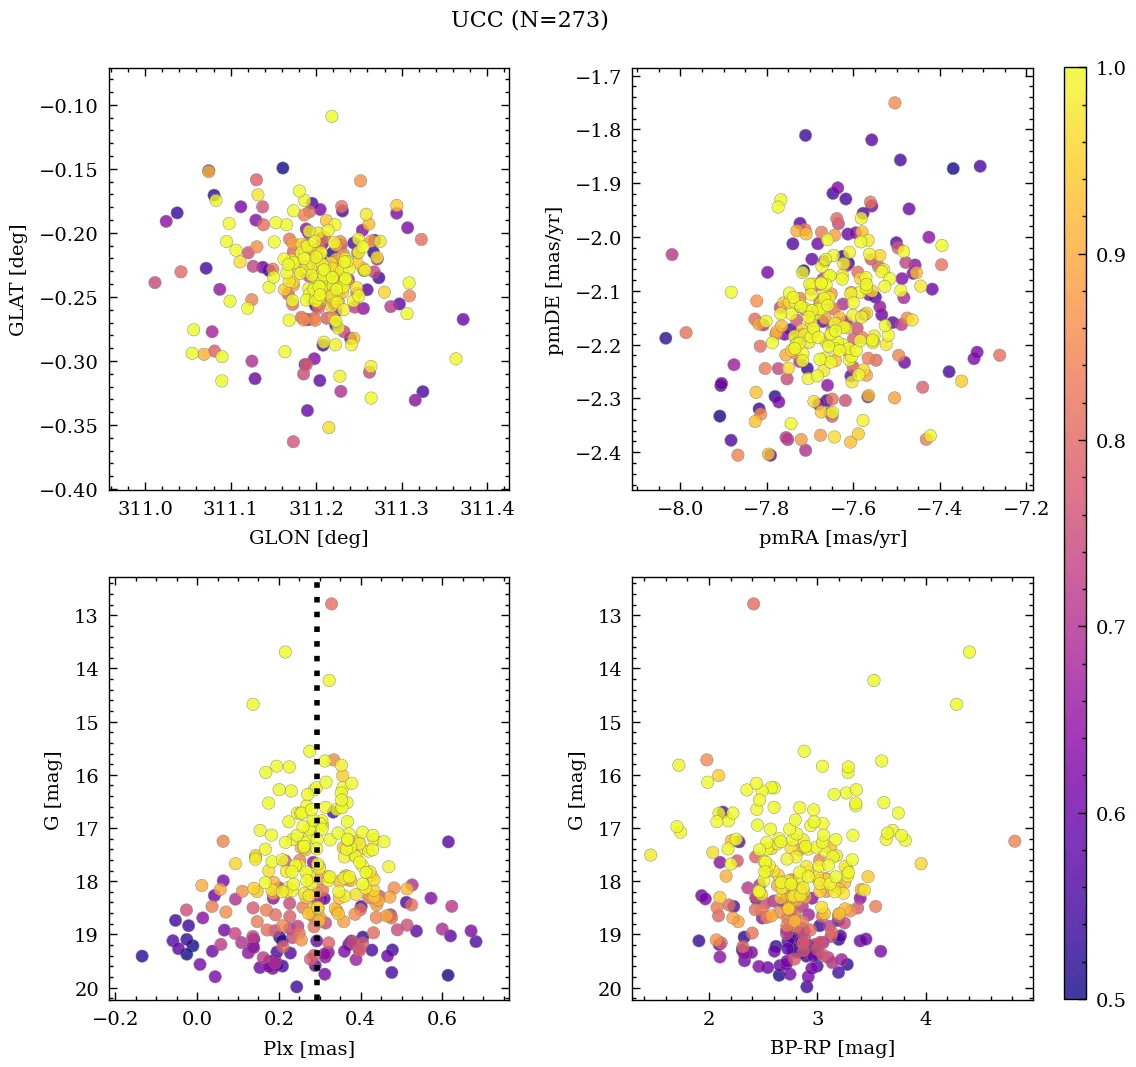 UCC (N=273)
−0.10
−0.15
−0.20
−0.25
−0.30
−0.35
−0.40
GLAT [deg]
311.0 311.1 311.2 311.3 311.4
GLON [deg]
−1.7
−1.8
−1.9
−2.0
−2.1
−2.2
−2.3
−2.4
pmDE [mas/yr]
−8.0 −7.8 −7.6 −7.4 −7.2
pmRA [mas/yr]
13
14
15
16
17
18
19
20
G [mag]
−0.2 0.0 0.2 0.4 0.6
Plx [mas]
13
14
15
16
17
18
19
20
G [mag]
2 3 4
BP-RP [mag]
1.0
0.9
0.8
0.7
0.6
0.5